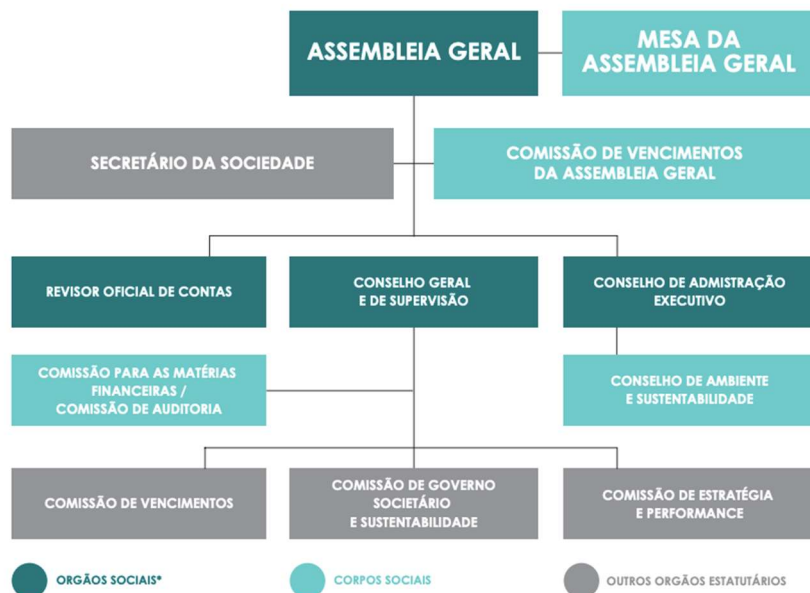 ASSEMBLEIA GERAL
MESA DA
ASSEMBLEIA GERAL
SECRETÁRIO DA SOCIEDADE
COMISSÃO DE VENCIMENTOS
DA ASSEMBLEIA GERAL
REVISOR OFICIAL DE CONTAS
CONSELHO GERAL
E DE SUPERVISÃO
CONSELHO DE ADMISTRAÇÃO
EXECUTIVO
COMISSÃO PARA AS MATÉRIAS
FINANCEIRAS /
COMISSÃO DE AUDITORIA
CONSELHO DE AMBIENTE
E SUSTENTABILIDADE
COMISSÃO DE VENCIMENTOS
COMISSÃO DE GOVERNO
SOCIETÁRIO
E SUSTENTABILIDADE
COMISSÃO DE ESTRATÉGIA
E PERFORMANCE
ORGÃOS SOCIAIS*
CORPOS SOCIAIS
OUTROS ORGÃOS ESTATUTÁRIOS